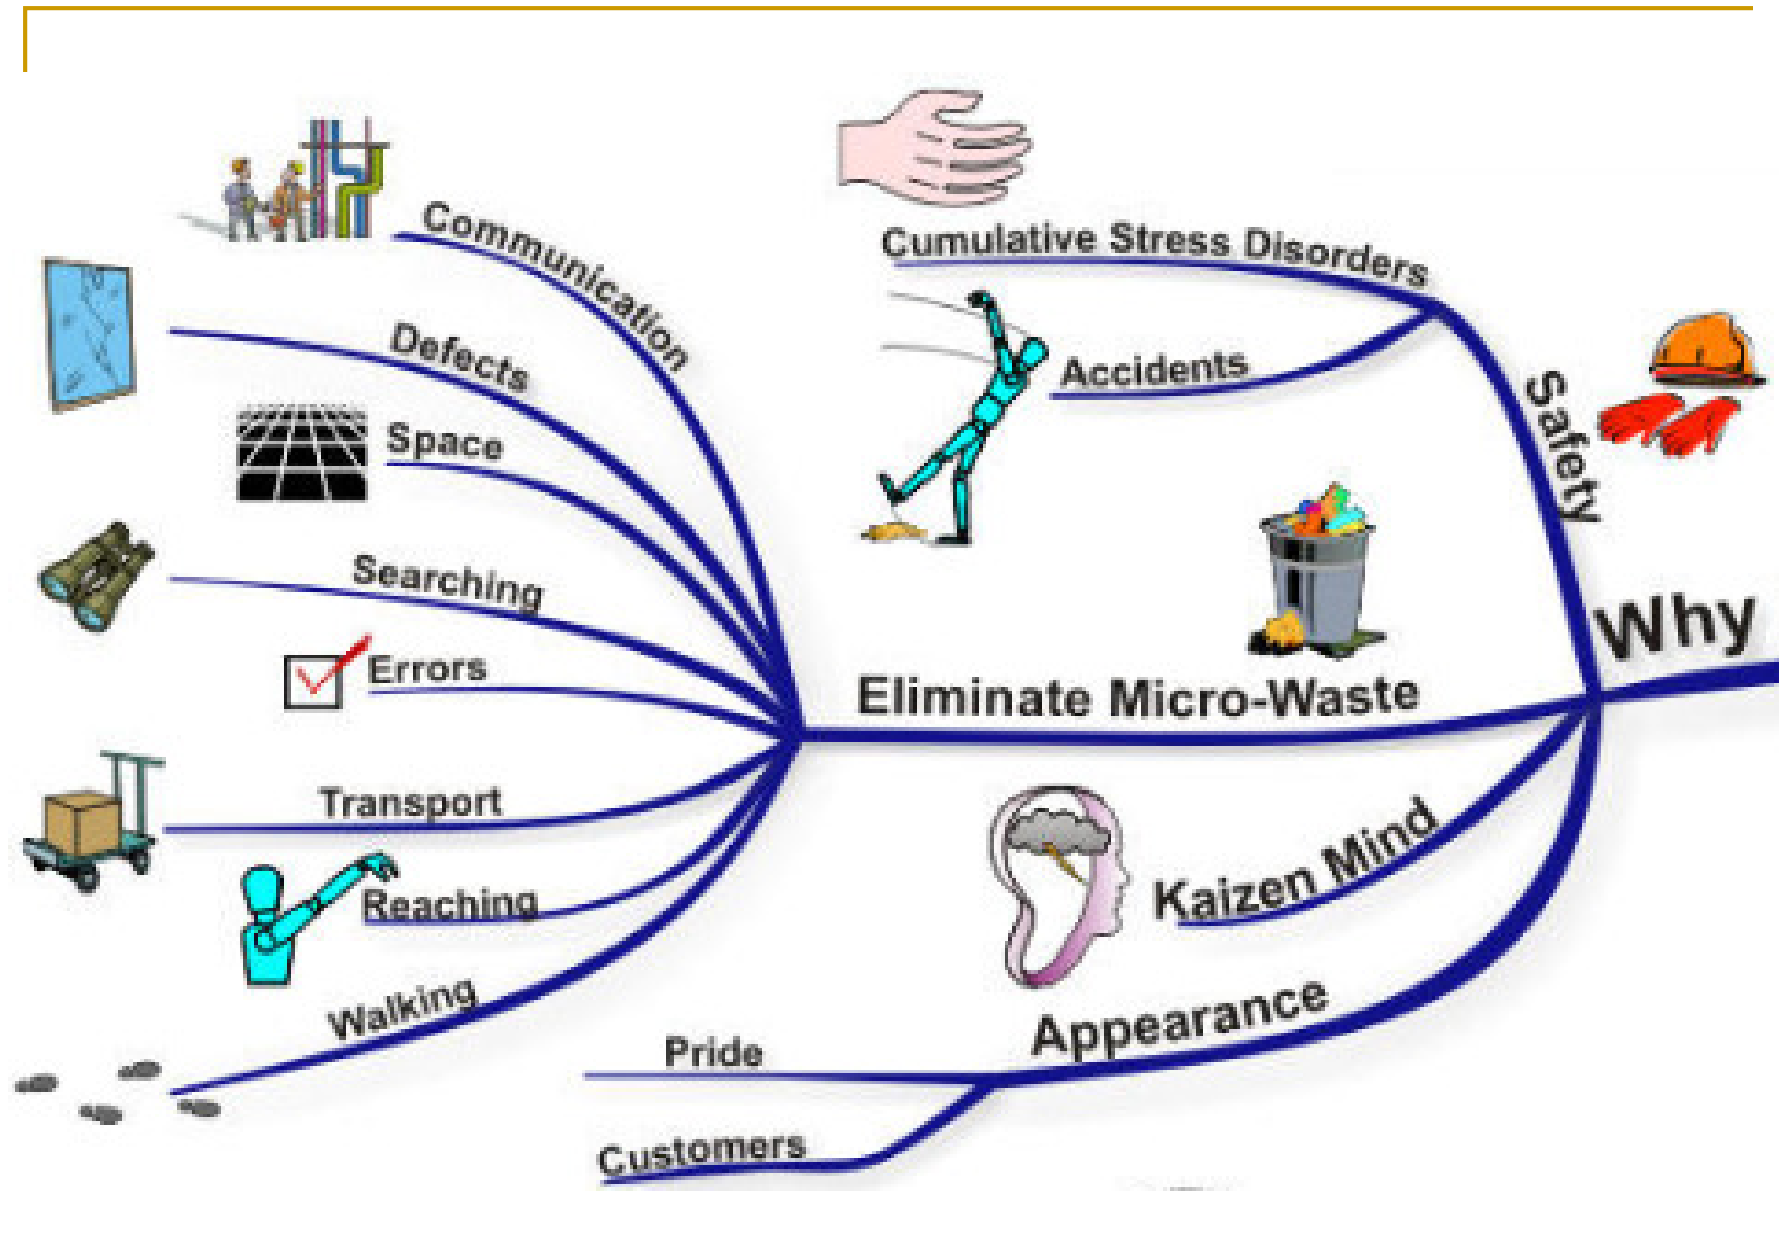 Communication
Defects
Space
Searching
Errors
Transport
Reaching
Walking
Cumulative Stress Disorders
Accidents
Safety
Why
Eliminate Micro-Waste
Kaizen Mind
Appearance
Pride
Customers